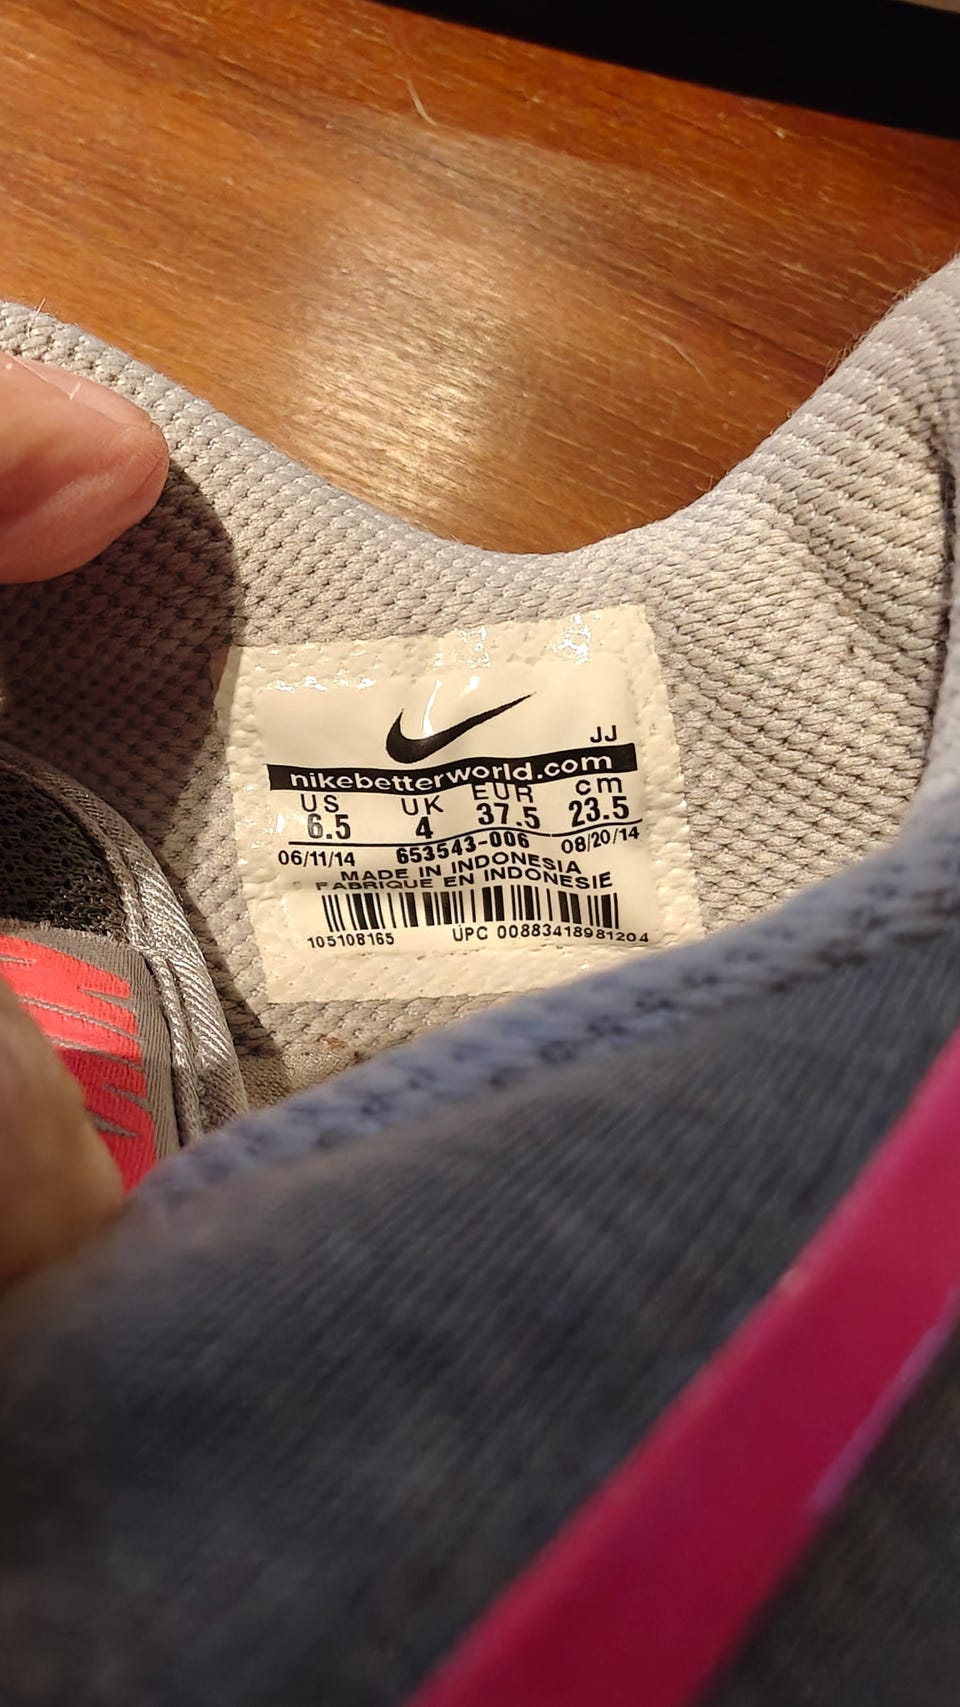 JJ
nikebetterworld.com
US UK EUR cm
6.5 4 37.5 23.5
06/11/14 653543-006 08/20/14
MADE IN INDONESIA
FABRIQUE EN INDONESIE
105108165 UPC 00883418981204